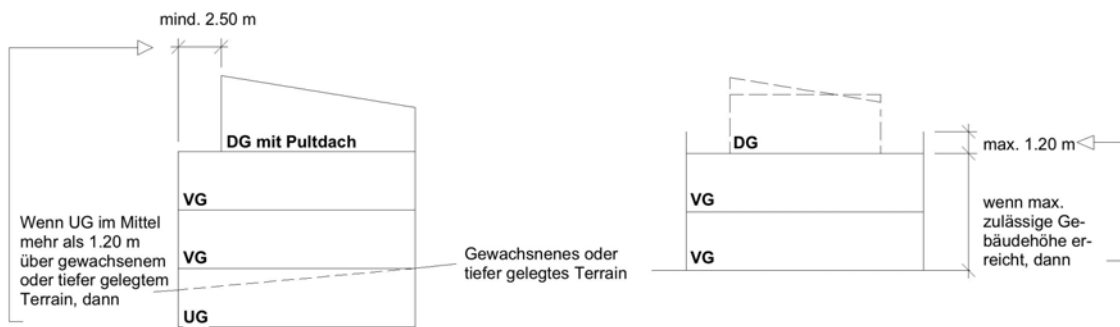 mind. 2.50 m
DG mit Pultdach
VG
VG
UG
Wenn UG im Mittel
mehr als 1.20 m
über gewachsenem
oder tiefer gelegtem
Terrain, dann
Gewachsnenes oder
tiefer gelegtes Terrain
DG
VG
VG
max. 1.20 m
wenn max.
zulässige Ge-
bäudehöhe er-
reicht, dann